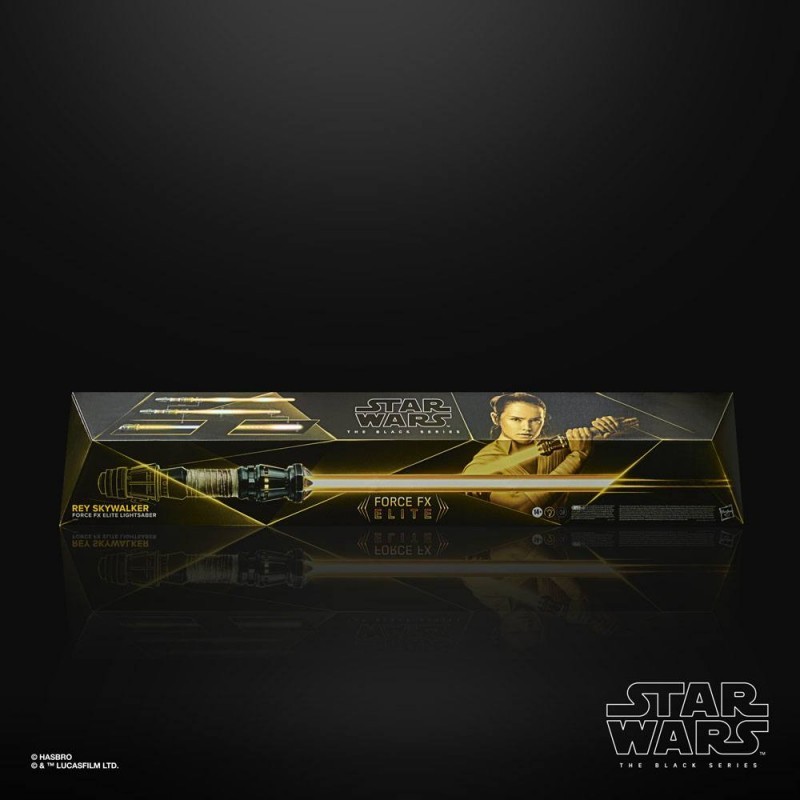 STAR
WARS
THE BLACK SERIES
REY SKYWALKER
FORCE FX ELITE LIGHTSABER
FORCE FX
ELITE
14+
Hasbro
STAR
WARS™
THE BLACK SERIES
© HASBRO
© & ™ LUCASFILM LTD.